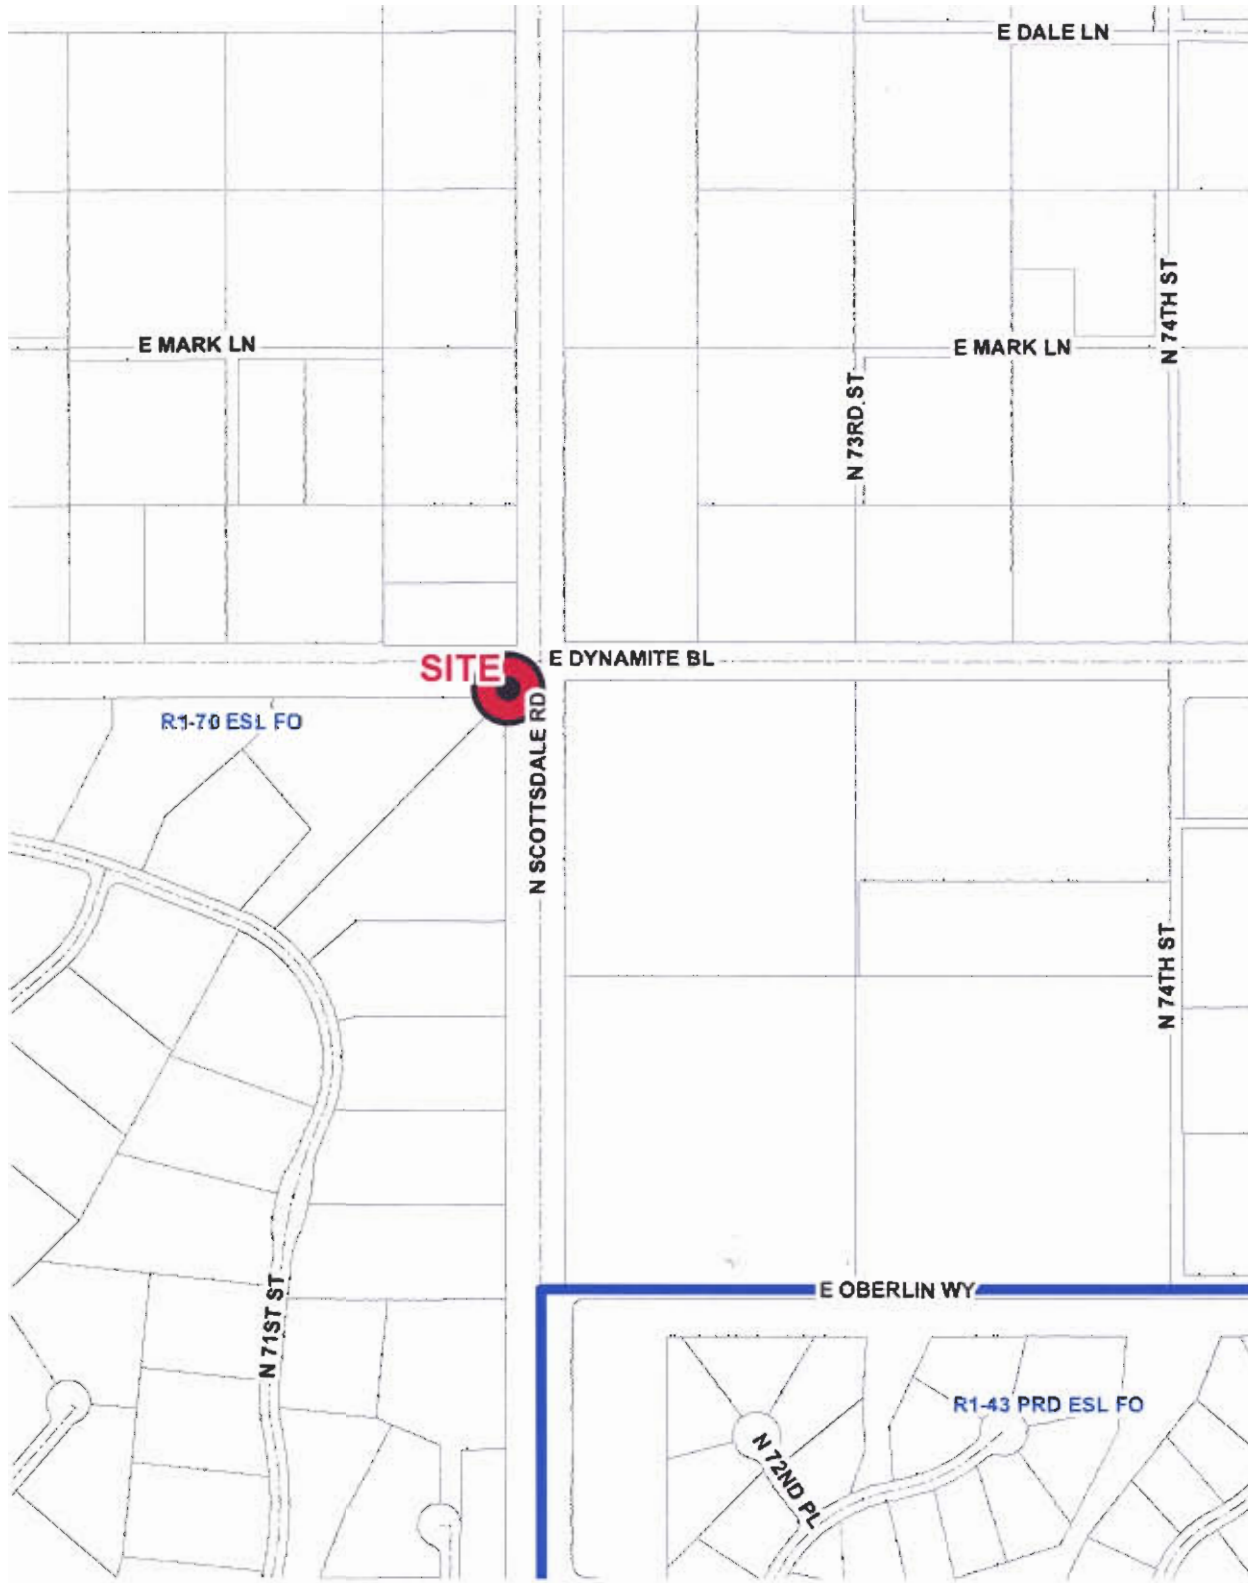 E DALE LN
N 74TH ST
E MARK LN
E MARK LN
N 73RD ST
SITE
E DYNAMITE BL
R1-70 ESL FO
N SCOTTSDALE RD
N 74TH ST
E OBERLIN WY
N 71ST ST
R1-43 PRD ESL FO
N 72ND PL